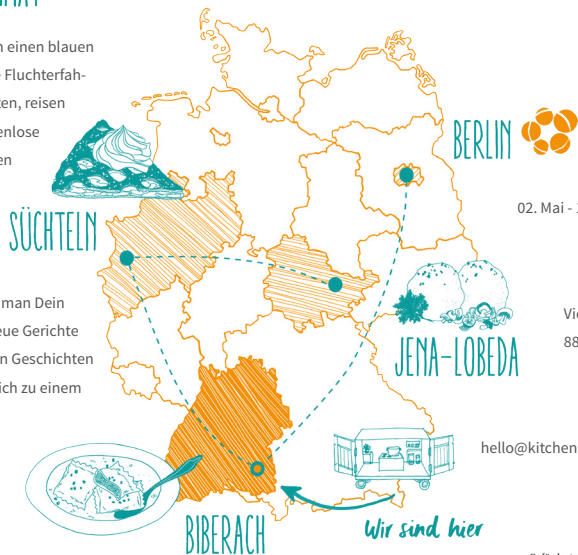 n einen blauen
e Fluchterfah-
ten, reisen
enlose
en
BERLIN
02. Mai -
SÜCHTELN
man Dein
eue Gerichte
n Geschichten
ich zu einem
Vi
88
JENA-LOBEDA
hello@kitchen
Wir sind hier
BIBERACH